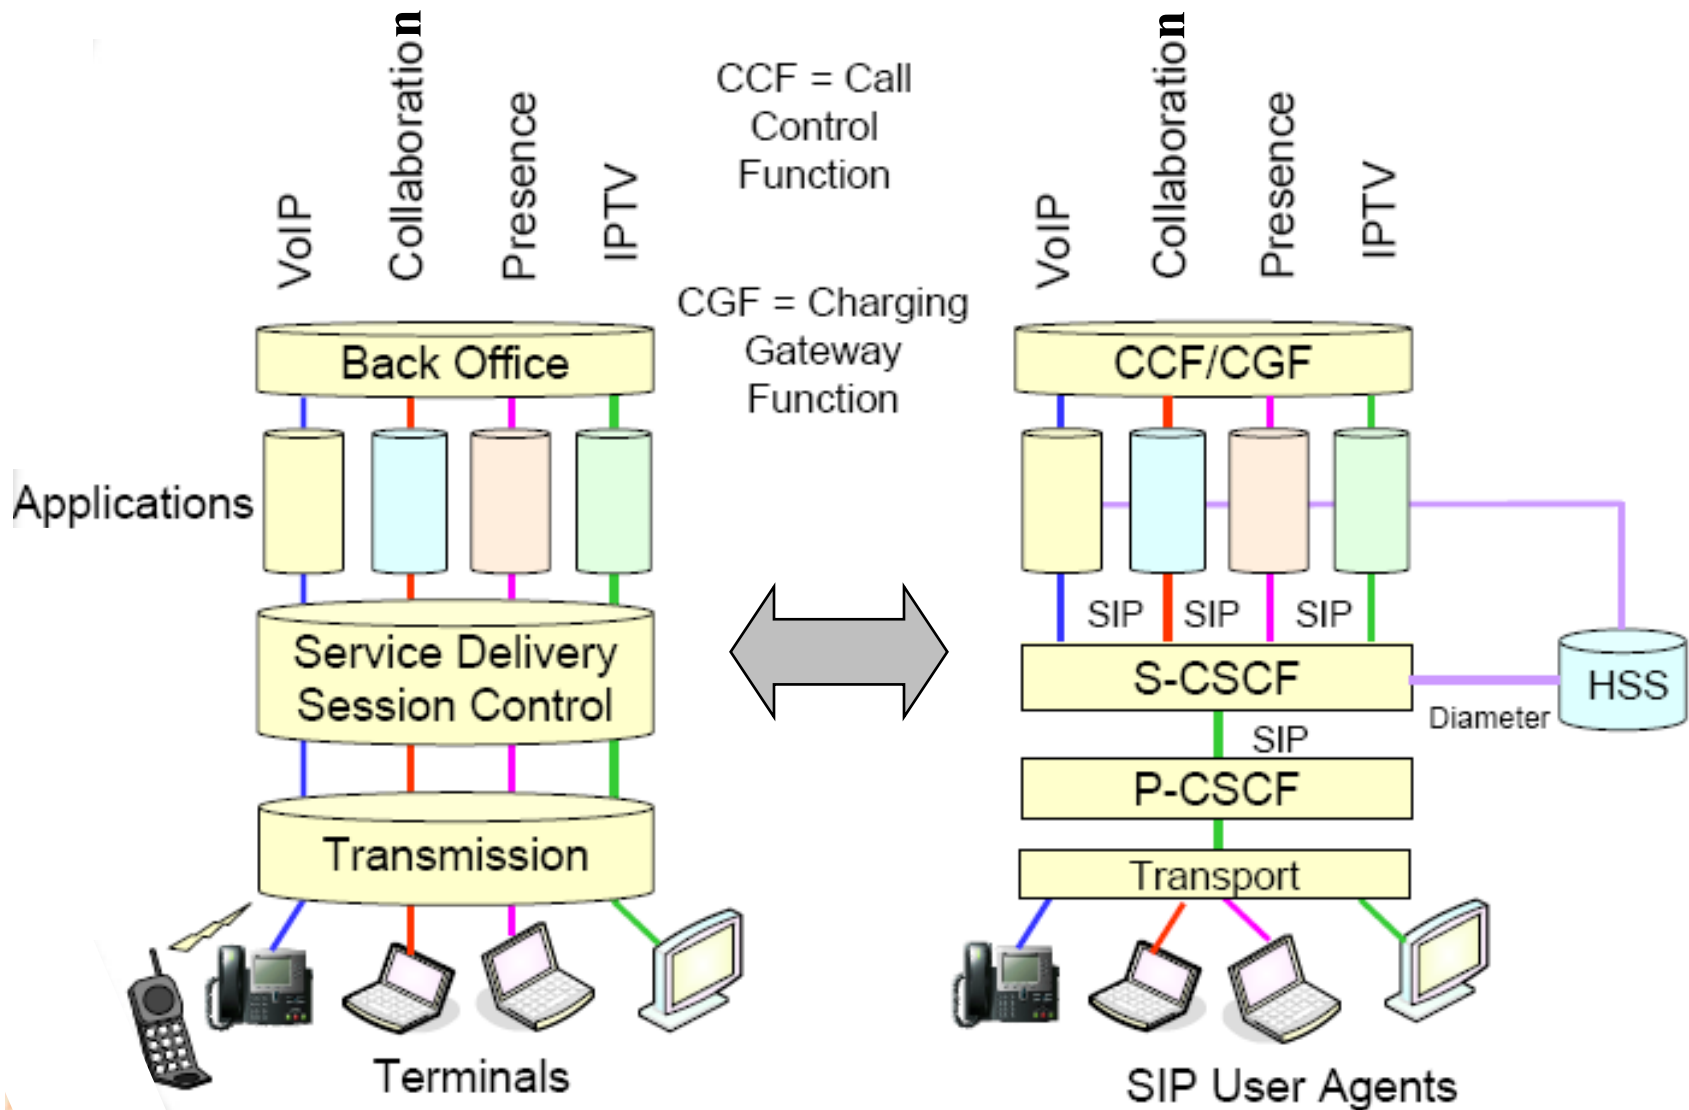 VoIP
Collaboration
Presence
IPTV
CCF = Call
Control
Function
CGF = Charging
Gateway
Function
VoIP
Collaboration
Presence
IPTV
Back Office
Applications
Service Delivery
Session Control
Transmission
Terminals
CCF/CGF
SIP
SIP
SIP
S-CSCF
HSS
Diameter
SIP
P-CSCF
Transport
SIP User Agents